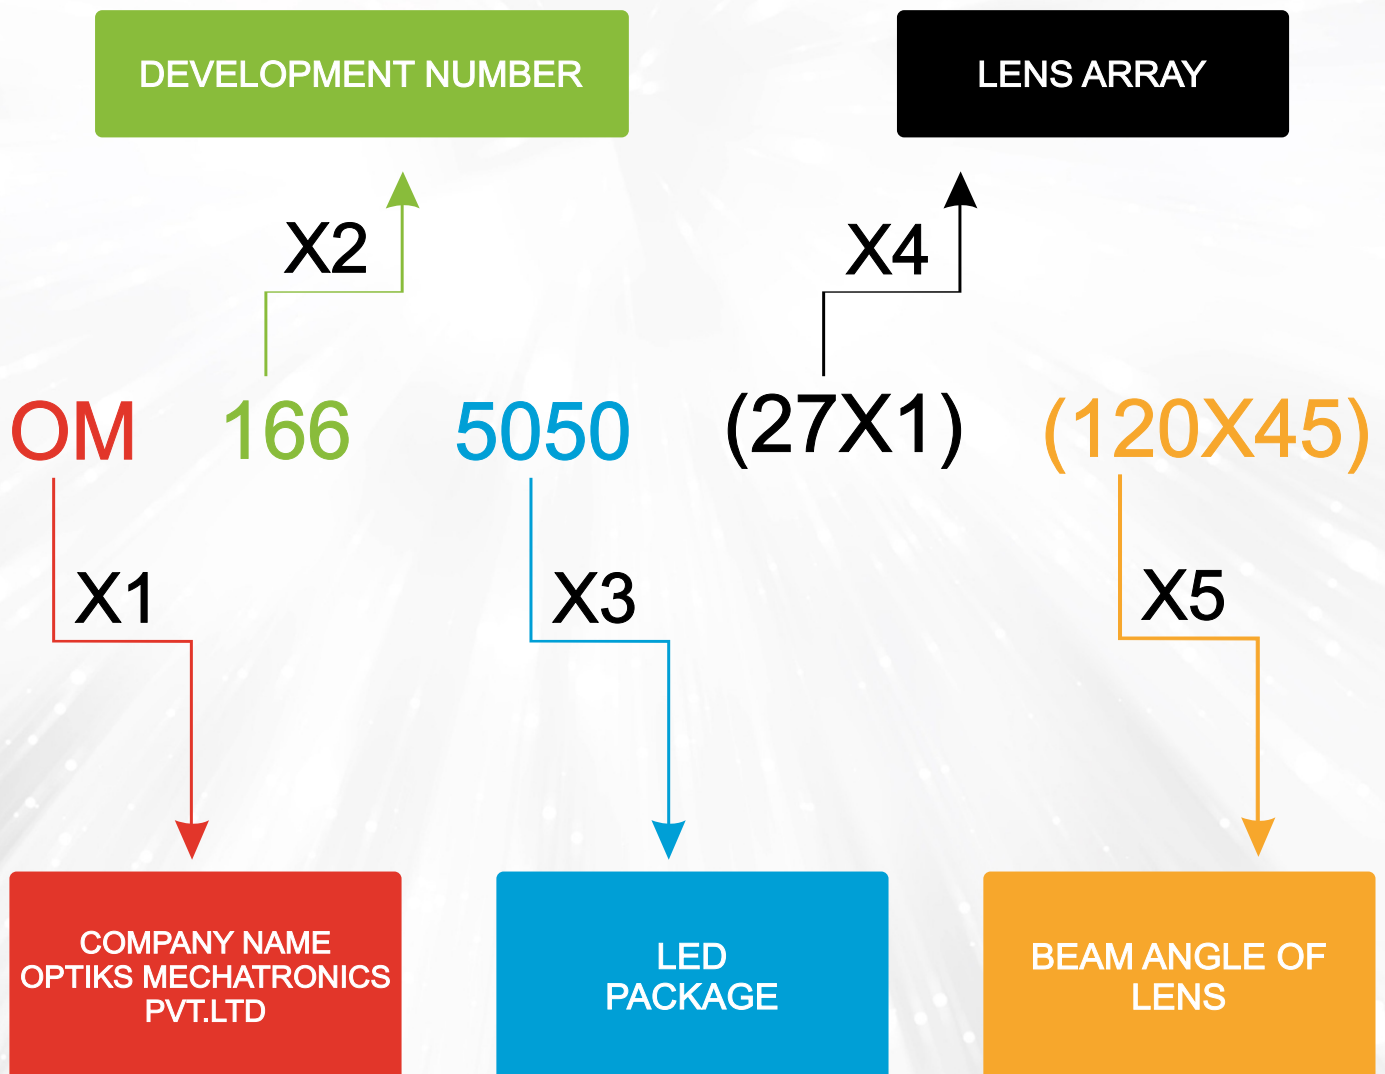 DEVELOPMENT NUMBER
LENS ARRAY
X2
X4
OM 166 5050 (27X1) (120X45)
X1
X3
X5
COMPANY NAME
OPTIKS MECHATRONICS
PVT.LTD
LED
PACKAGE
BEAM ANGLE OF
LENS